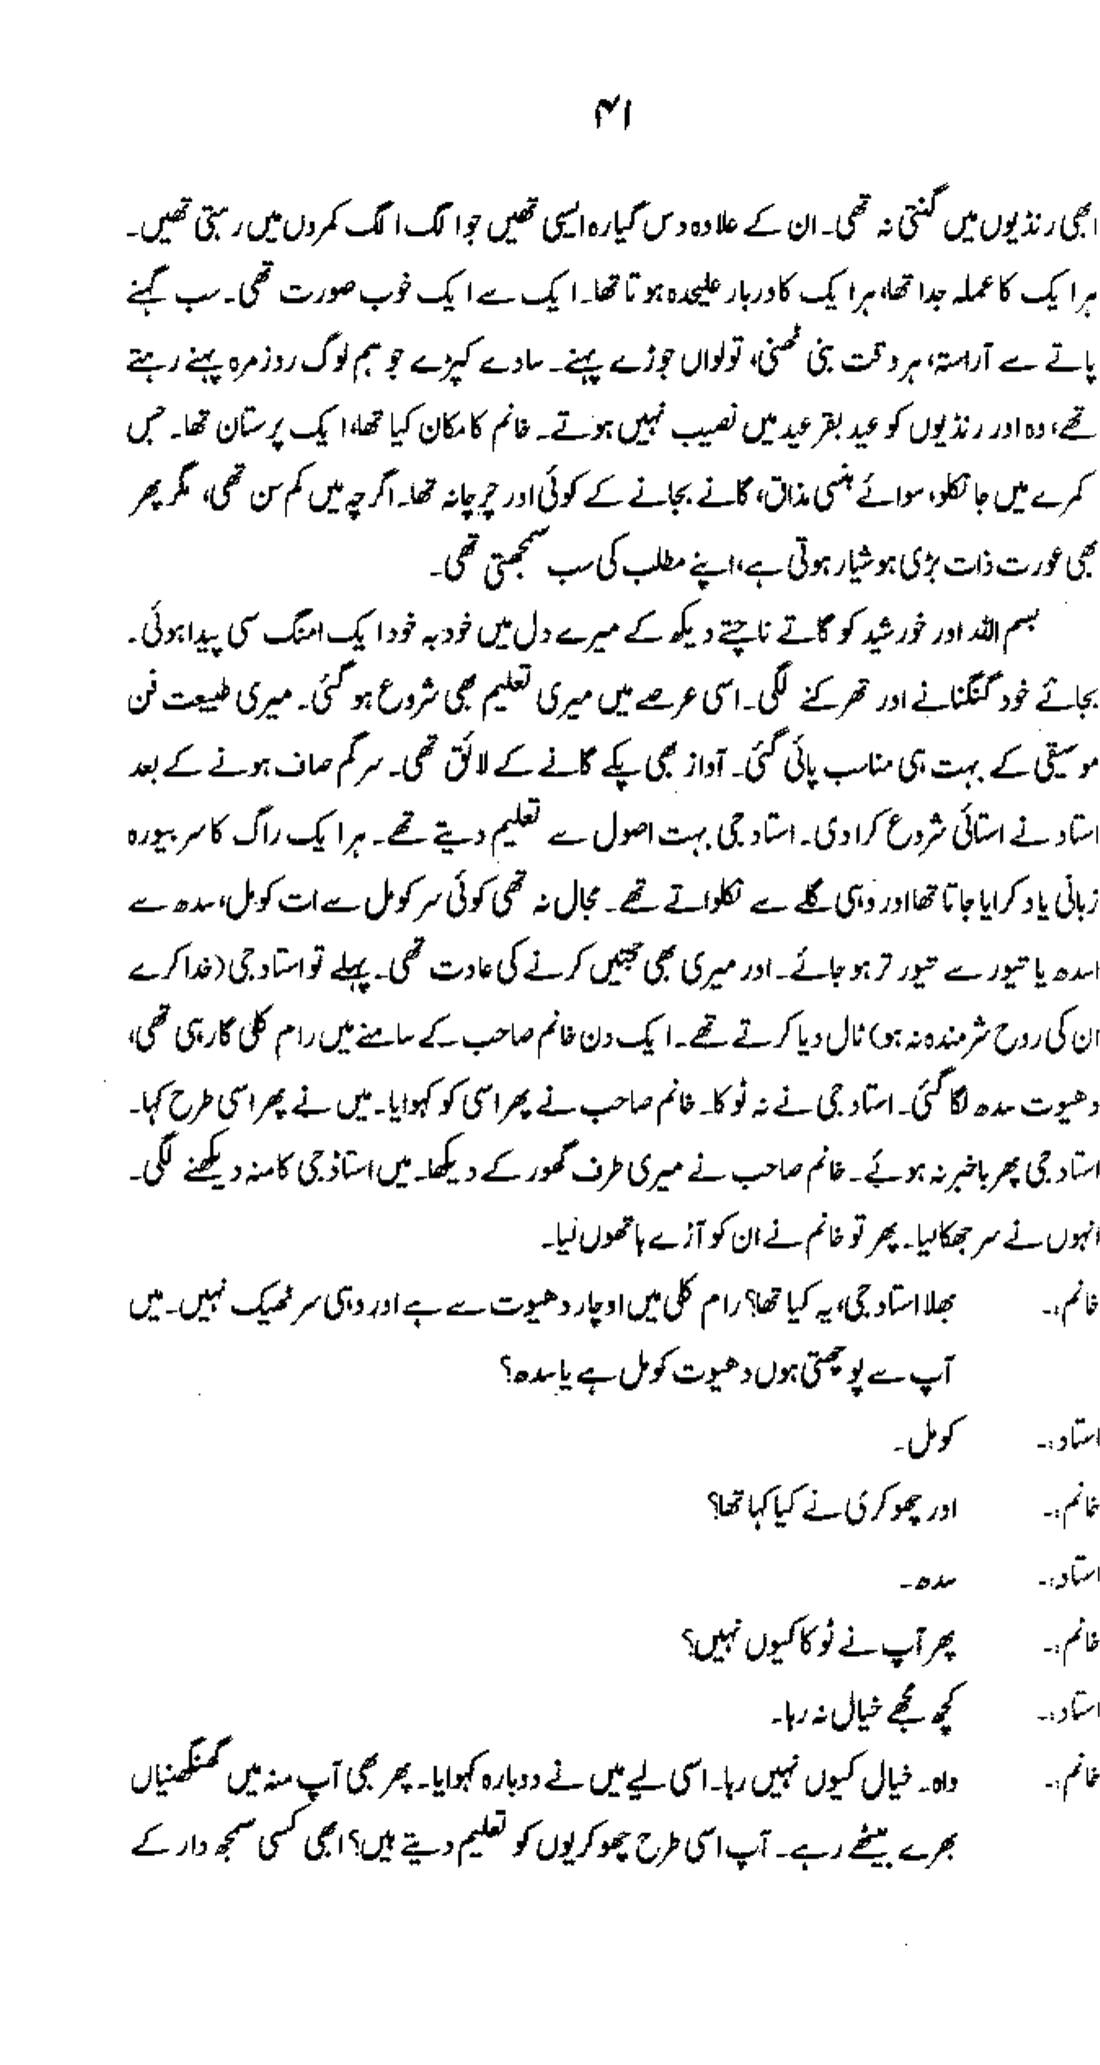 ۴۱
ابھی رنڈیوں میں گنتی نہ تھی۔ ان کے علاوہ دس گیارہ ایسی تھیں جو الگ الگ کمروں میں رہتی تھیں۔
ہر ایک کا عملہ جدا تھا، ہر ایک کا دربار علیحدہ ہوتا تھا۔ ایک سے ایک خوب صورت تھی۔ سب گہنے
پاتے سے آراستہ، ہر وقت بنی ٹھنی، تولواں جوڑے پہنے۔ سادے کپڑے جو ہم لوگ روزمرہ پہنے رہتے
تھے، وہ اور رنڈیوں کو عید بقر عید میں نصیب نہیں ہوتے۔ خانم کا مکان کیا تھا، ایک پرستان تھا۔ جس
کمرے میں جا نکلو، سوائے ہنسی مذاق، گانے بجانے کے کوئی اور چرچا نہ تھا۔ اگرچہ میں کم سن تھی، مگر پھر
بھی عورت ذات بڑی ہوشیار ہوتی ہے، اپنے مطلب کی سب سمجھتی تھی۔
بسم اللہ اور خورشید کو گاتے ناچتے دیکھ کے میرے دل میں خود بہ خود ایک امنگ سی پیدا ہوئی۔
بجائے خود گنگنانے اور تھرکنے لگی۔ اسی عرصے میں میری تعلیم بھی شروع ہو گئی۔ میری طبیعت فن
موسیقی کے بہت ہی مناسب پائی گئی۔ آواز بھی پکے گانے کے لائق تھی۔ سرگم صاف ہونے کے بعد
استاد نے استائی شروع کرا دی۔ استاد جی بہت اصول سے تعلیم دیتے تھے۔ ہر ایک راگ کا سر بیورہ
زبانی یاد کرایا جاتا تھا اور وہی گلے سے نکلواتے تھے۔ مجال نہ تھی کوئی سر کومل سے ات کومل، سدھ سے
اسدھ یا تیور سے تیور تر ہو جائے۔ اور میری بھی حجتیں کرنے کی عادت تھی۔ پہلے تو استاد جی (خدا کرے
ان کی روح شرمندہ نہ ہو) ٹال دیا کرتے تھے۔ ایک دن خانم صاحب کے سامنے میں رام کلی گا رہی تھی،
دھیوت سدھ لگا گئی۔ استاد جی نے نہ ٹوکا۔ خانم صاحب نے پھر اسی کو کہوایا۔ میں نے پھر اسی طرح کہا۔
استاد جی پھر باخبر نہ ہوئے۔ خانم صاحب نے میری طرف گھور کے دیکھا۔ میں استاد جی کا منہ دیکھنے لگی۔
انہوں نے سر جھکا لیا۔ پھر تو خانم نے ان کو آڑے ہاتھوں لیا۔
خانم:۔ بھلا استاد جی، یہ کیا تھا؟ رام کلی میں اوچار دھیوت سے ہے اور وہی سر ٹھیک نہیں۔ میں
آپ سے پوچھتی ہوں دھیوت کومل ہے یا سدھ؟
استاد:۔ کومل۔
خانم:۔ اور چھوکری نے کیا کہا تھا؟
استاد:۔ سدھ۔
خانم:۔ پھر آپ نے ٹوکا کیوں نہیں؟
استاد:۔ کچھ مجھے خیال نہ رہا۔
خانم:۔ واہ۔ خیال کیوں نہیں رہا۔ اسی لیے میں نے دوبارہ کہوایا۔ پھر بھی آپ منہ میں گھنگھنیاں
بھرے بیٹھے رہے۔ آپ اسی طرح چھوکریوں کو تعلیم دیتے ہیں؟ ابھی کسی سمجھ دار کے